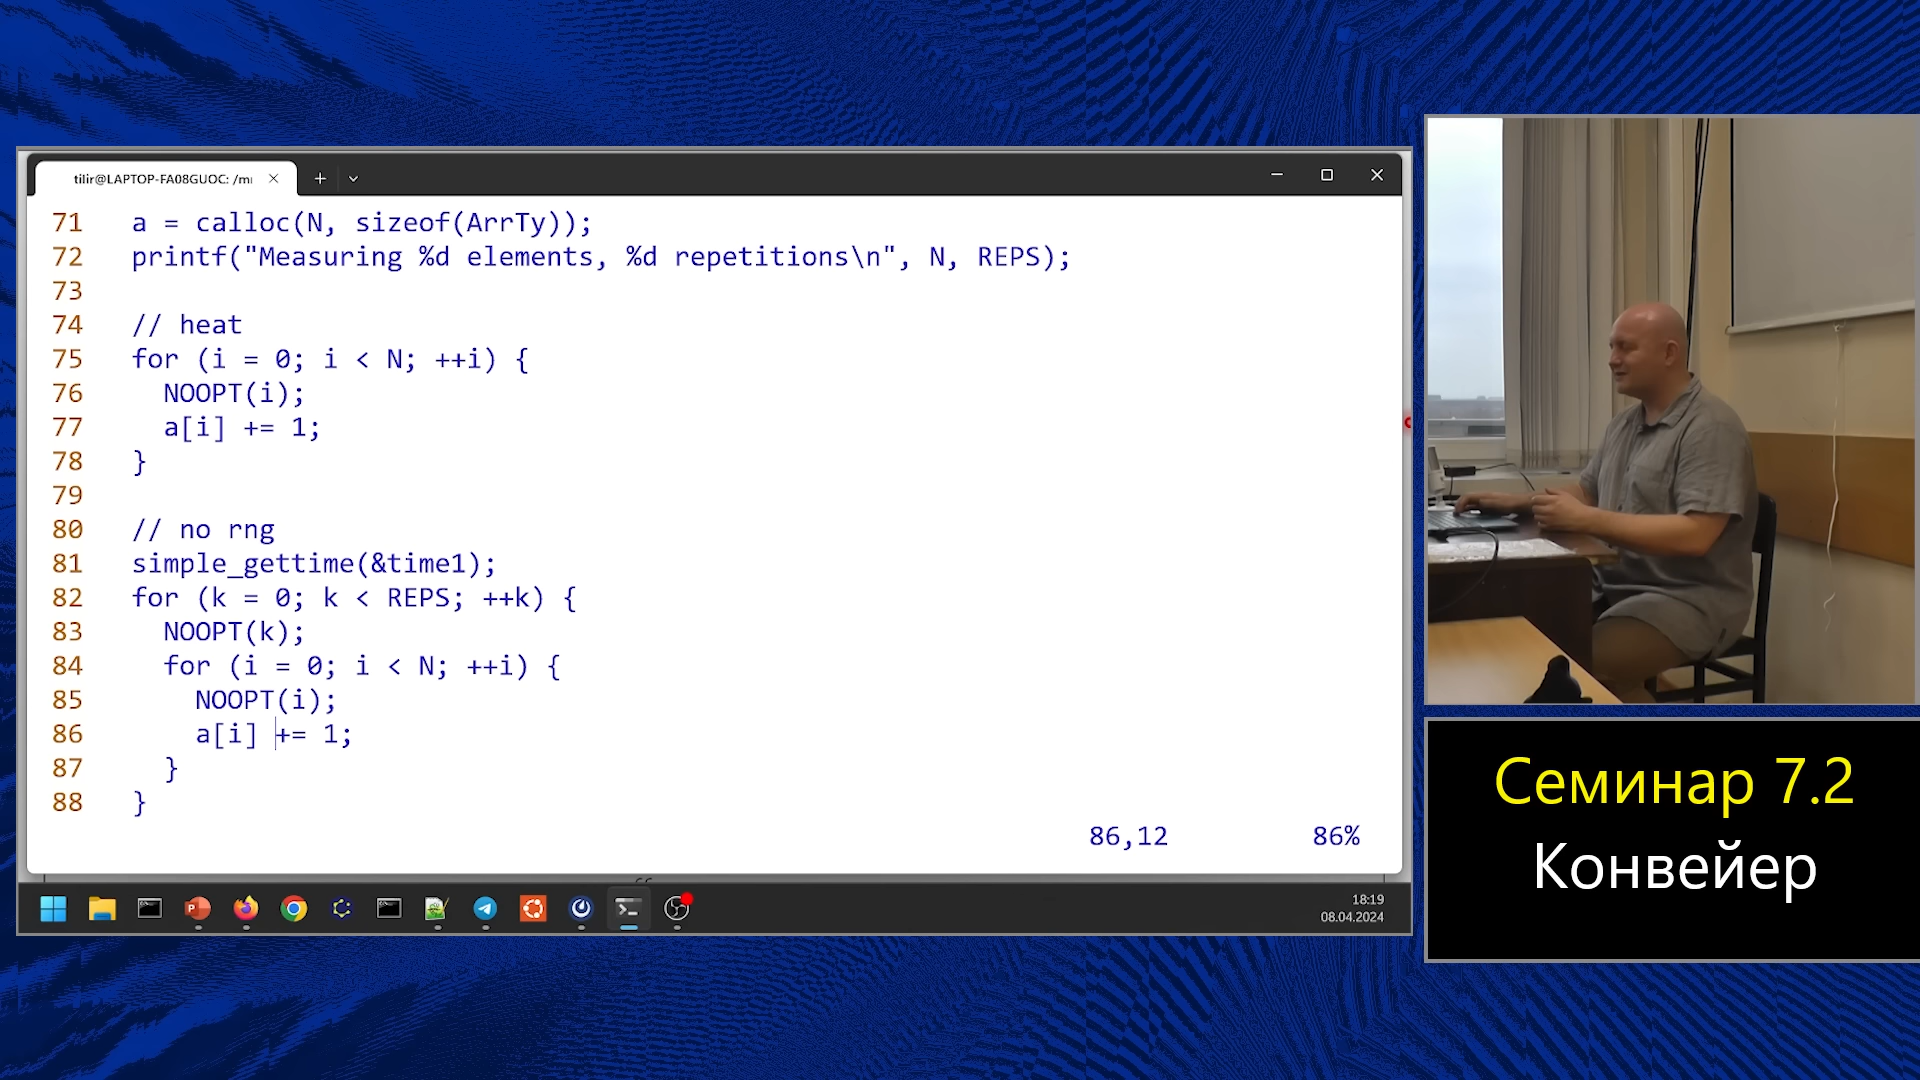 tilir@LAPTOP-FA08GUOC: /m
71 a = calloc(N, sizeof(ArrTy));
72 printf("Measuring %d elements, %d repetitions\n", N, REPS);
73
74 // heat
75 for (i = 0; i < N; ++i) {
76 NOOPT(i);
77 a[i] += 1;
78 }
79
80 // no rng
81 simple_gettime(&time1);
82 for (k = 0; k < REPS; ++k) {
83 NOOPT(k);
84 for (i = 0; i < N; ++i) {
85 NOOPT(i);
86 a[i] += 1;
87 }
88 }
86,12 86%
18:19
08.04.2024
Семинар 7.2
Конвейер